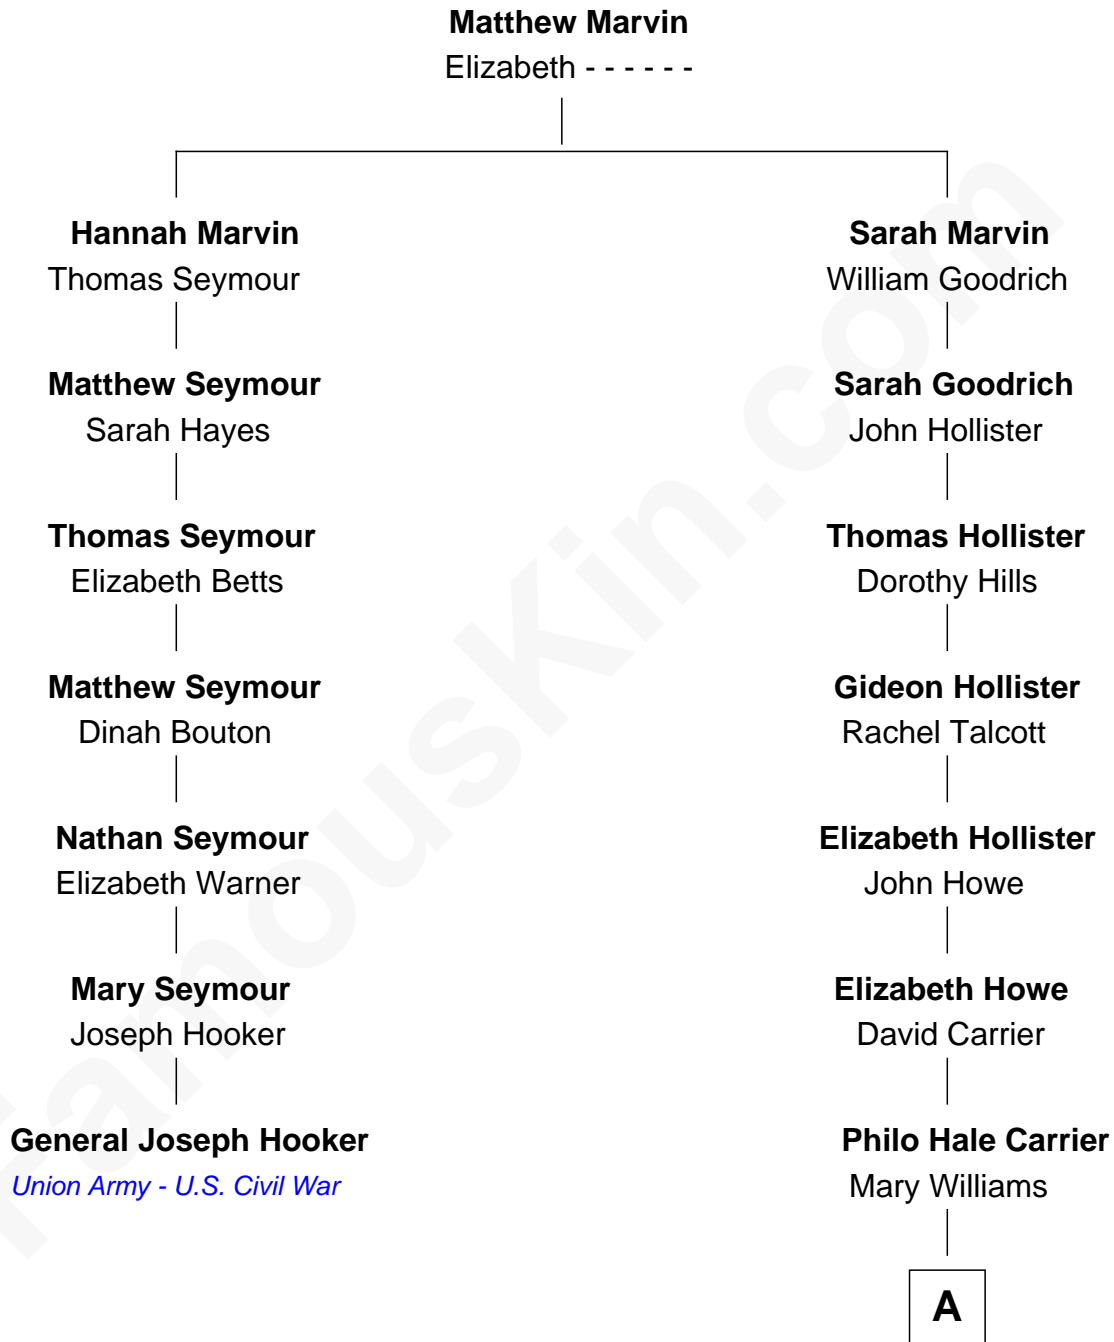 Matthew Marvin
Elizabeth - - - - - -
Hannah Marvin
Thomas Seymour
Matthew Seymour
Sarah Hayes
Thomas Seymour
Elizabeth Betts
Matthew Seymour
Dinah Bouton
Nathan Seymour
Elizabeth Warner
Mary Seymour
Joseph Hooker
General Joseph Hooker
Union Army - U.S. Civil War
Sarah Marvin
William Goodrich
Sarah Goodrich
John Hollister
Thomas Hollister
Dorothy Hills
Gideon Hollister
Rachel Talcott
Elizabeth Hollister
John Howe
Elizabeth Howe
David Carrier
Philo Hale Carrier
Mary Williams
A
FamousKin.com